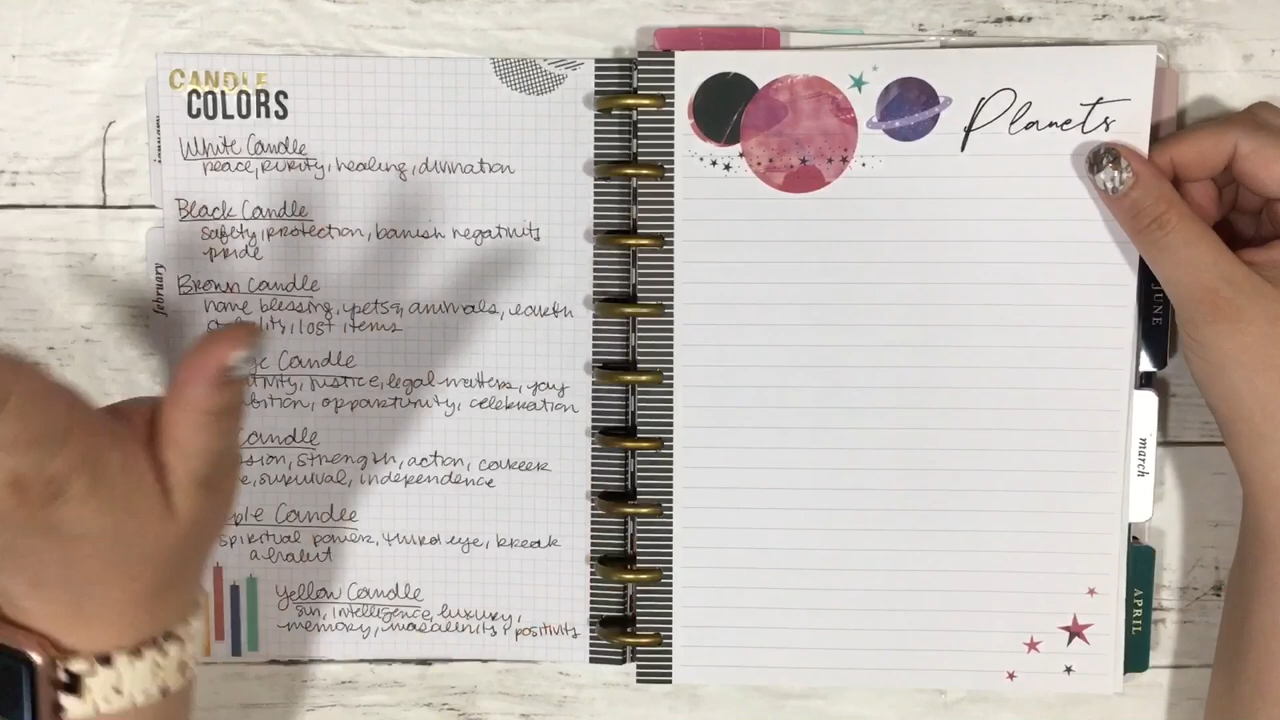 CANDLE
COLORS
White Candle
peace, purity, healing, divination
Black Candle
safety, protection, banish negativity
pride
Brown Candle
home blessing, pets, animals, earth
lost items
Candle
justice, legal matters, joy
opportunity, celebration
Candle
strength, action, career
survival, independence
Candle
spiritual power, third eye, break
a habit
Yellow Candle
sun, intelligence, luxury,
memory, masculinity, positivity
Planets
january
february
JUNE
march
APRIL